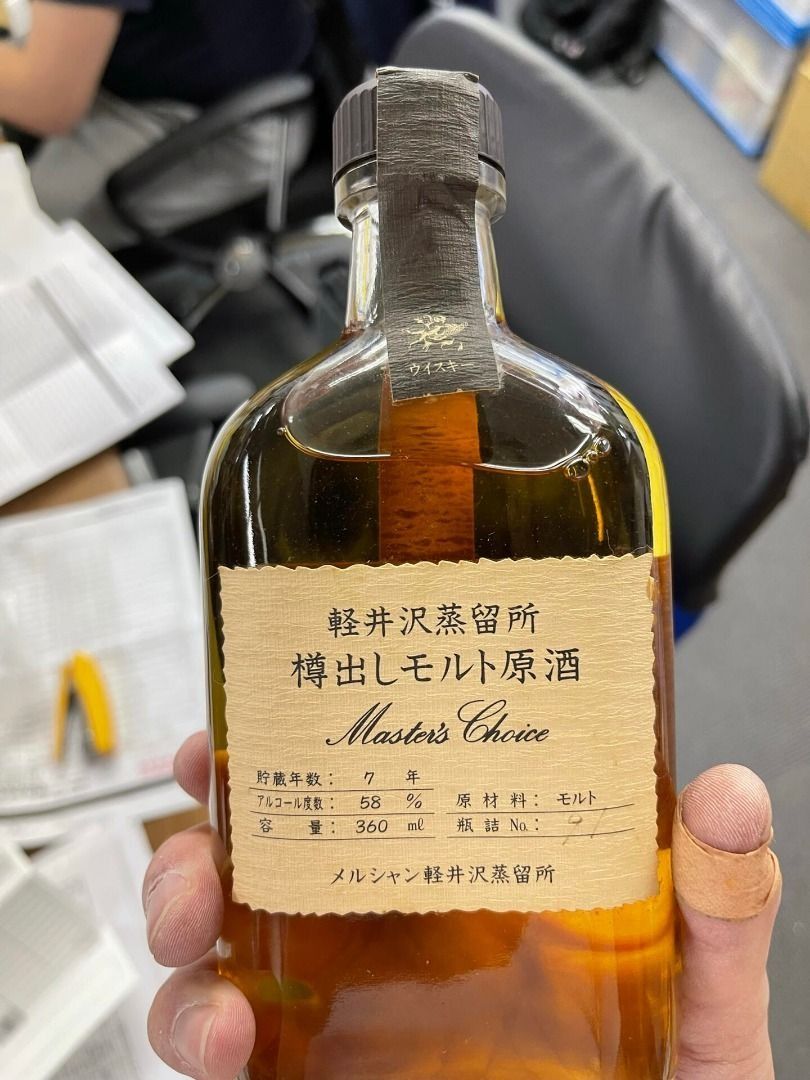 ウイスキー
軽井沢蒸留所
樽出しモルト原酒
Master's Choice
貯蔵年数： 7 年
アルコール度数： 58 %
原材料： モルト
容量： 360 ㎖
瓶詰No.：
メルシャン軽井沢蒸留所